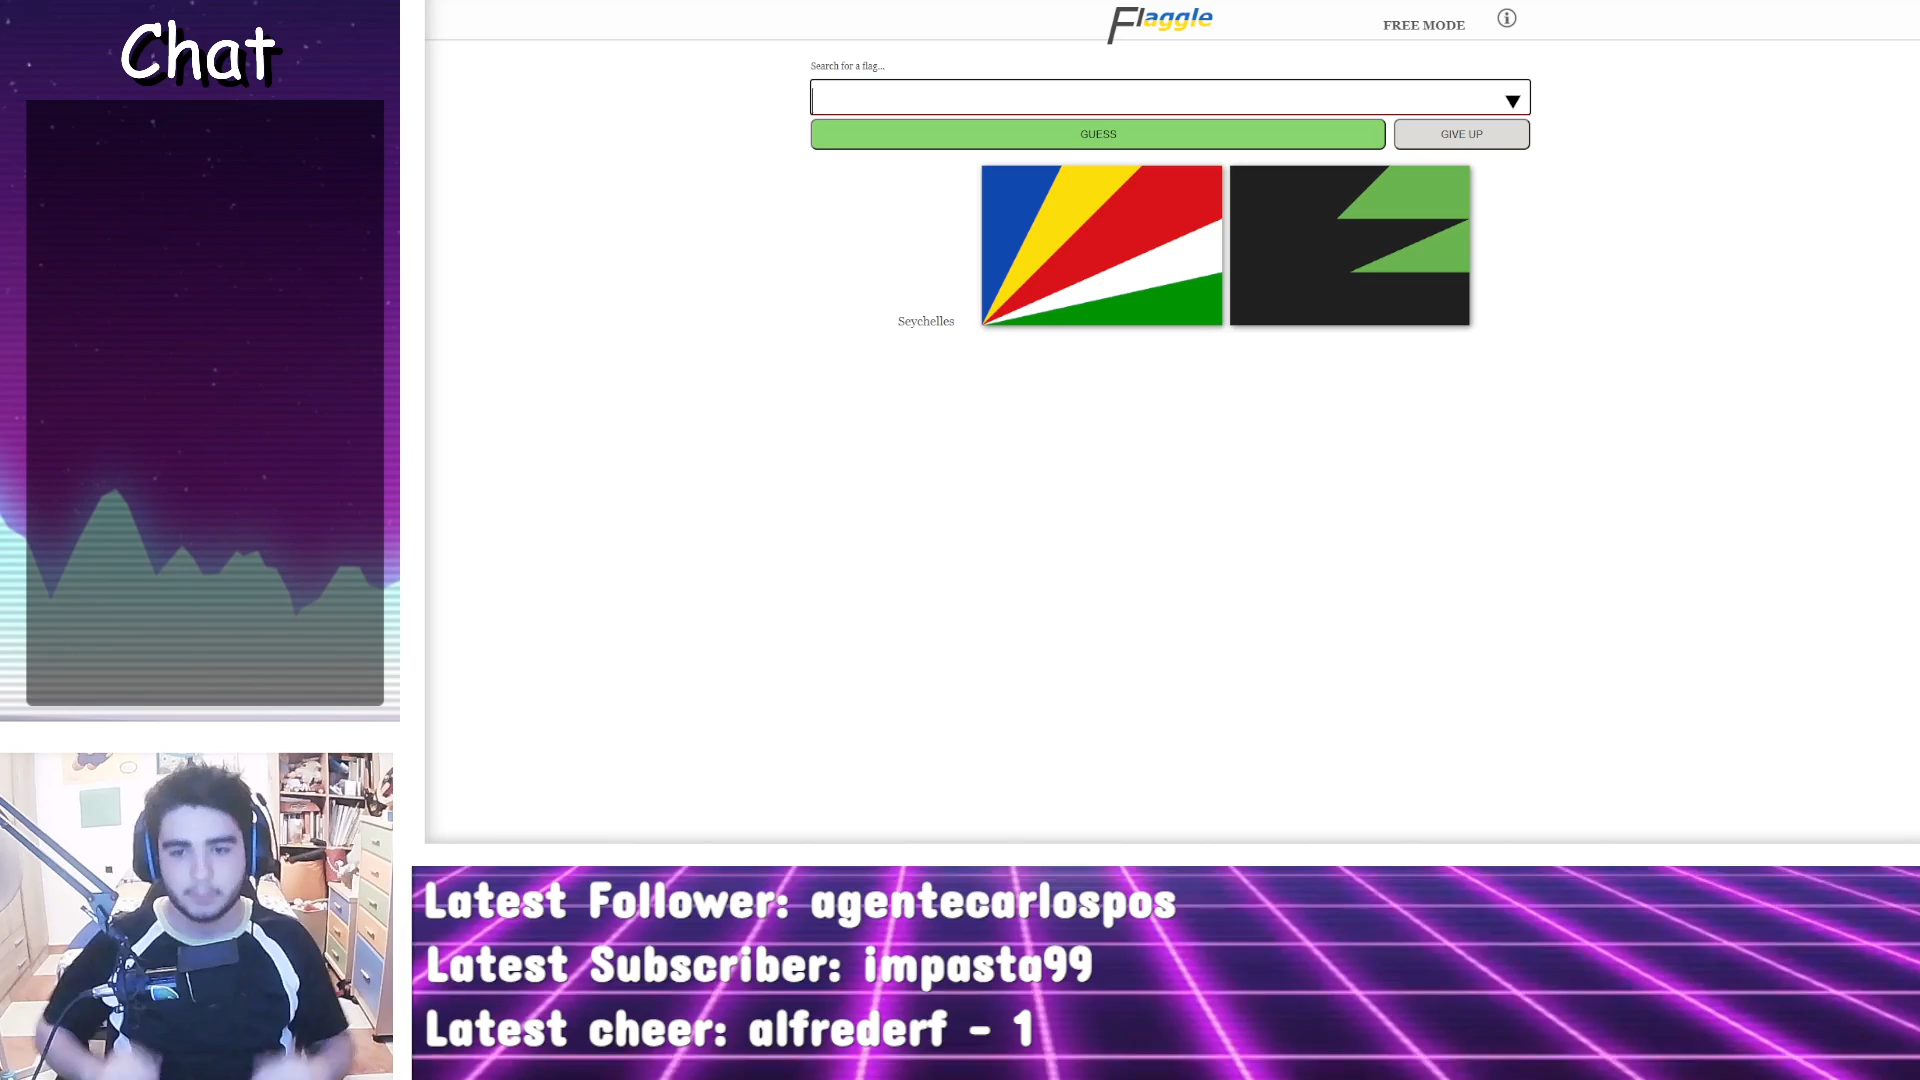 Chat
Flaggle
FREE MODE
Search for a flag...
GUESS
GIVE UP
Seychelles
Latest Follower: agentecarlospos
Latest Subscriber: impasta99
Latest cheer: alfrederf - 1